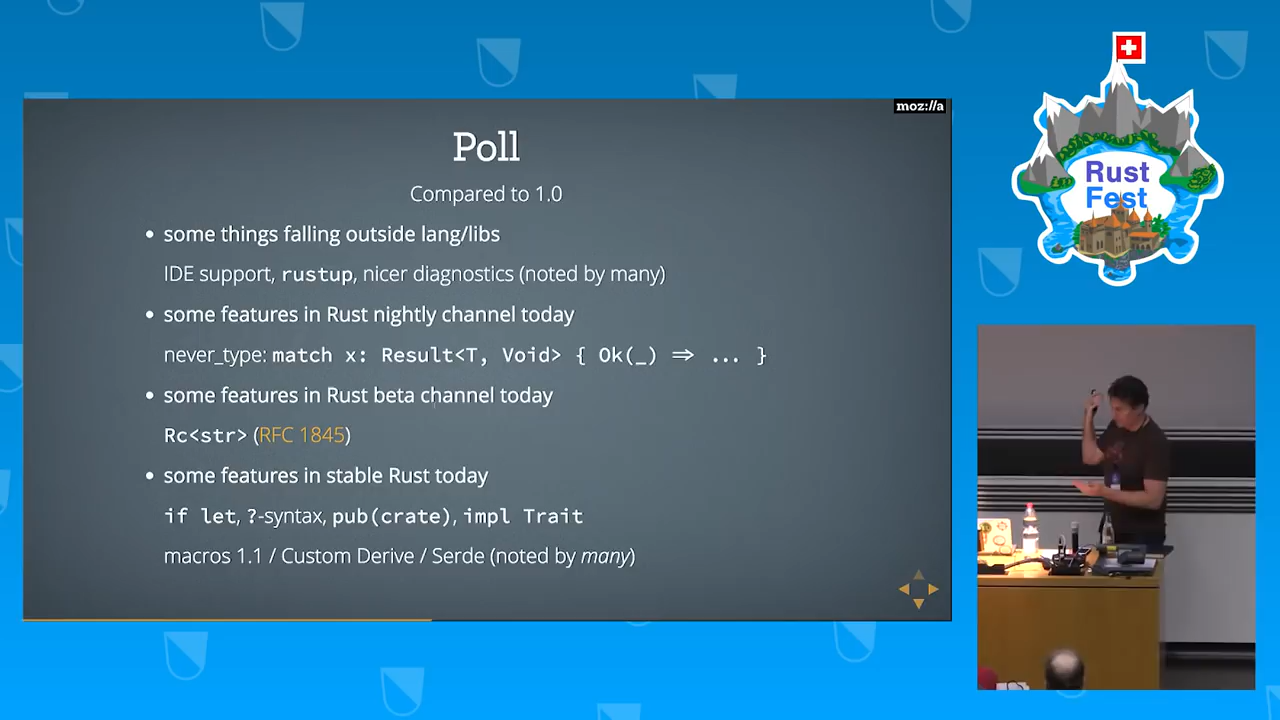 moz://a
Poll
Compared to 1.0
• some things falling outside lang/libs
IDE support, rustup, nicer diagnostics (noted by many)
• some features in Rust nightly channel today
never_type: match x: Result<T, Void> { Ok(_) ⇒ ... }
• some features in Rust beta channel today
Rc<str> (RFC 1845)
• some features in stable Rust today
if let, ?-syntax, pub(crate), impl Trait
macros 1.1 / Custom Derive / Serde (noted by many)
Rust
Fest